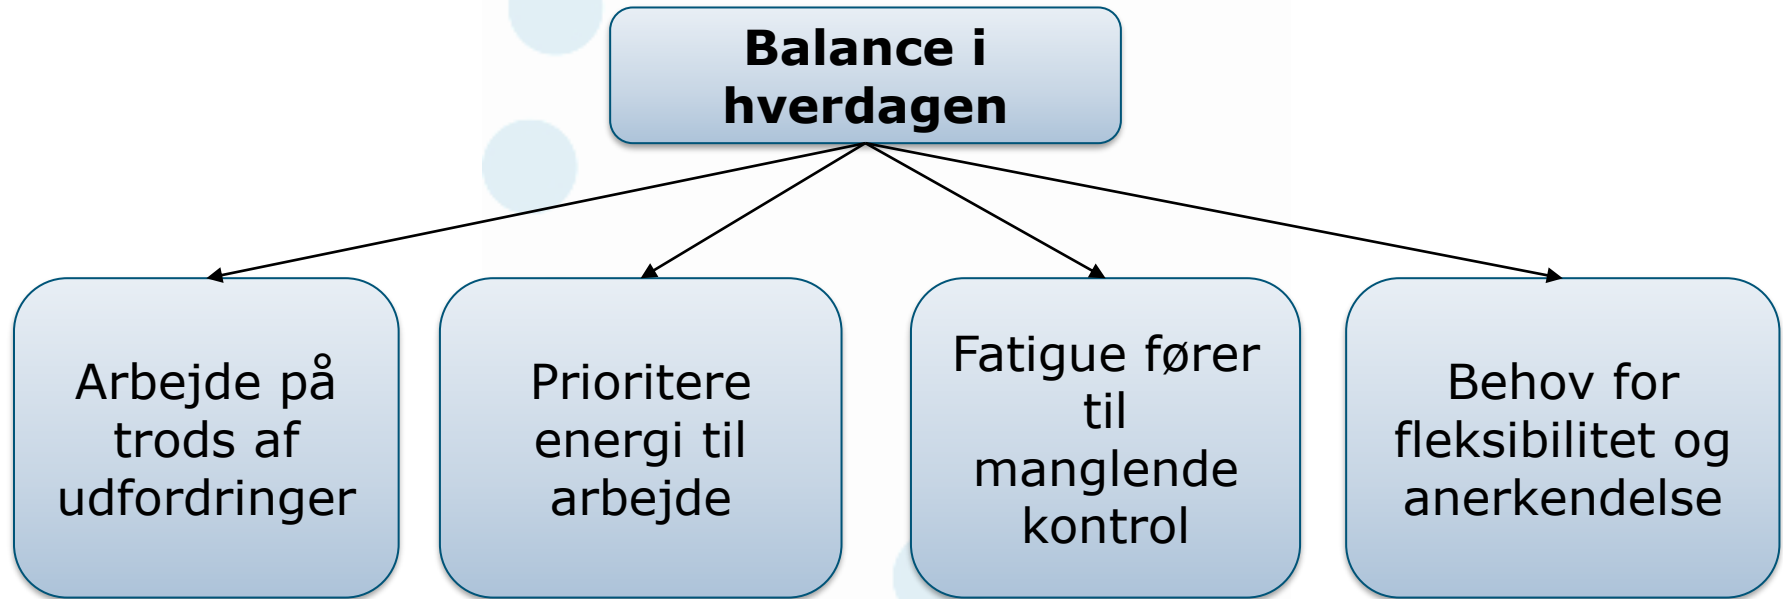 Balance i
hverdagen
Arbejde på
trods af
udfordringer
Prioritere
energi til
arbejde
Fatigue fører
til
manglende
kontrol
Behov for
fleksibilitet og
anerkendelse